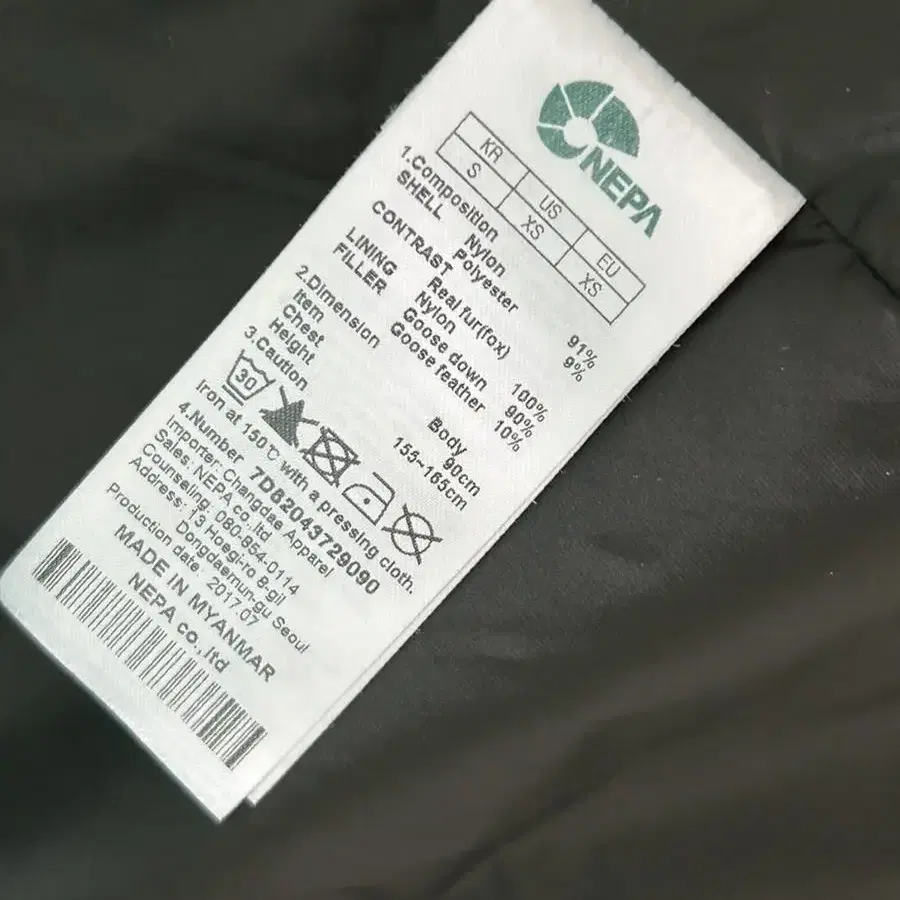 NEPA
KR US EU
S XS XS
1.Composition
SHELL Nylon 91%
Polyester 9%
CONTRAST Real fur(fox)
LINING Nylon 100%
FILLER Goose down 90%
Goose feather 10%
2.Dimension
Item Body
Chest 90cm
Height 155~165cm
3.Caution
30
Iron at 150℃ with a pressing cloth.
4.Number 7D82043729090
Importer: Changdae Apparel
Sales: NEPA co.,ltd
Counseling: 080-854-0114
Address: 13 Hoegi-ro 8-gil
Dongdaemun-gu Seoul
Production date: 2017.07
MADE IN MYANMAR
NEPA co.,ltd